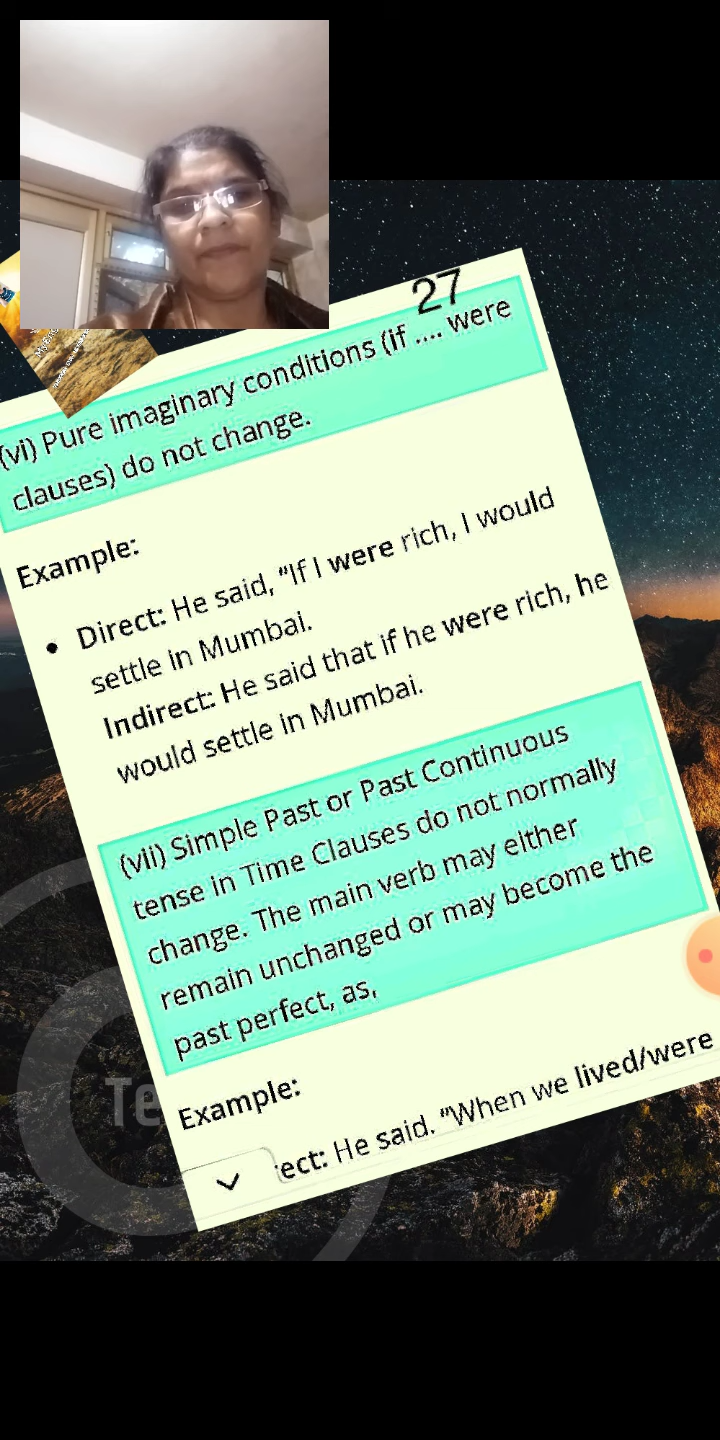 27
(vi) Pure imaginary conditions (if .... were
clauses) do not change.
Example:
• Direct: He said, "If I were rich, I would
settle in Mumbai.
Indirect: He said that if he were rich, he
would settle in Mumbai.
(vii) Simple Past or Past Continuous
tense in Time Clauses do not normally
change. The main verb may either
remain unchanged or may become the
past perfect, as,
Example:
ect: He said. "When we lived/were
Te